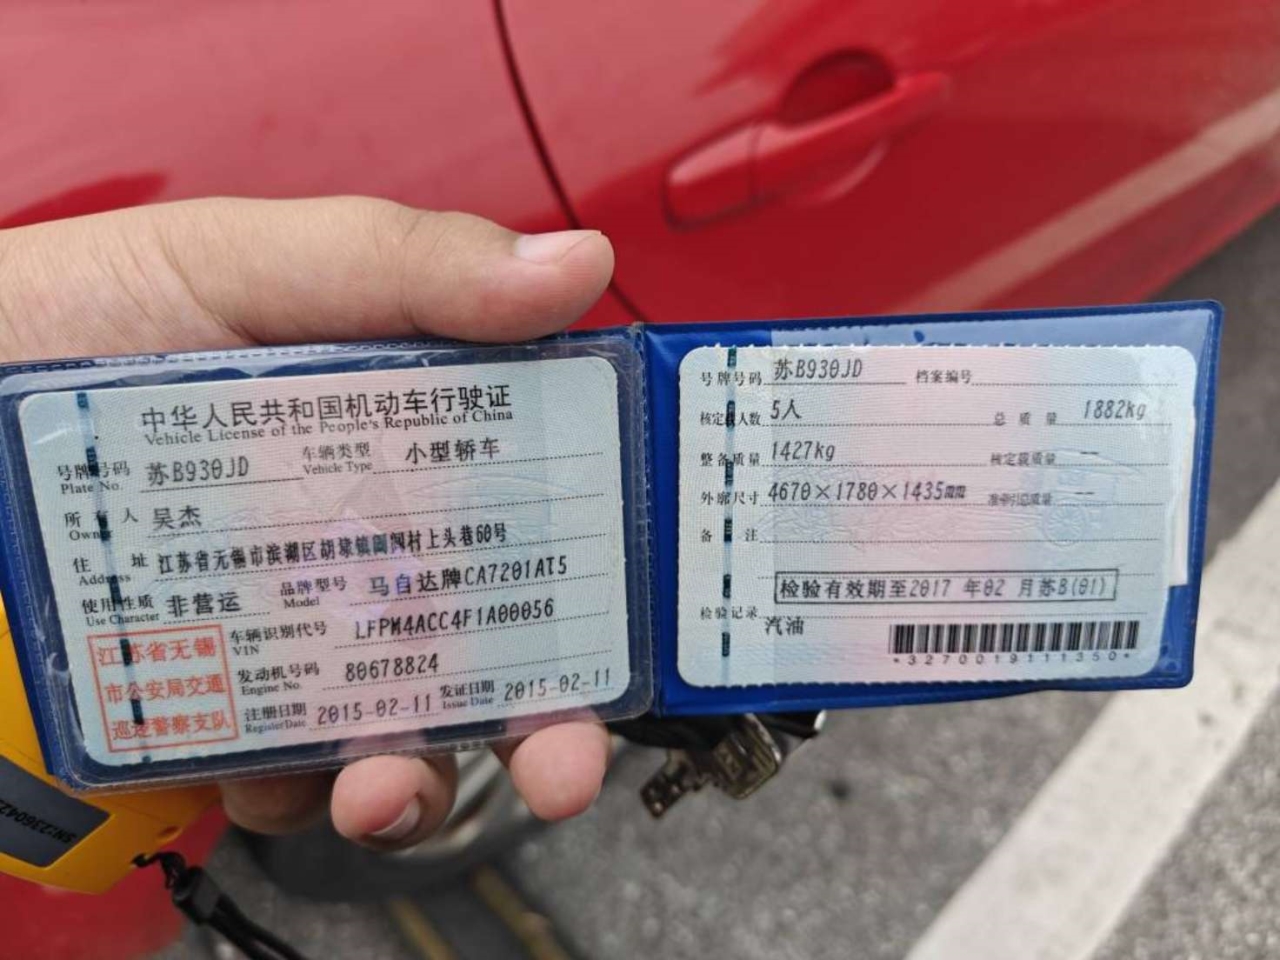 中华人民共和国机动车行驶证
Vehicle License of the People's Republic of China
号牌号码 苏B930JD 车辆类型 小型轿车
Plate No. Vehicle Type
所有人 吴杰
Owner
住址 江苏省无锡市滨湖区胡埭镇闾闾村上头巷60号
Address
使用性质 非营运 品牌型号 马自达牌CA7201AT5
Use Character Model
江苏省无锡
市公安局交通
巡逻警察支队
车辆识别代号 LFPM4ACC4F1A00056
VIN
发动机号码 80678824
Engine No.
注册日期 2015-02-11 发证日期 2015-02-11
Register Date Issue Date
号牌号码 苏B930JD 档案编号
核定载人数 5人 总质量 1882kg
整备质量 1427kg 核定载质量 --
外廓尺寸 4670×1780×1435mm 准牵引总质量 --
备注
检验有效期至2017年02月苏B(01)
检验记录
汽油
*3270019111350*